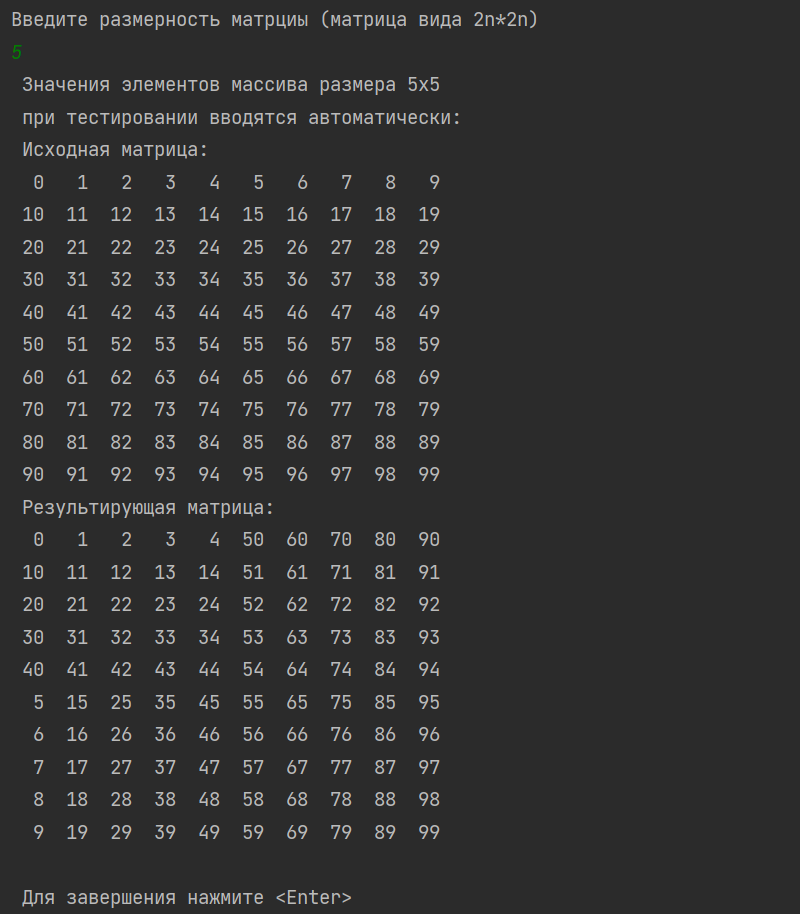 Введите размерность матрциы (матрица вида 2n*2n)
5
Значения элементов массива размера 5x5
при тестировании вводятся автоматически:
Исходная матрица:
0 1 2 3 4 5 6 7 8 9
10 11 12 13 14 15 16 17 18 19
20 21 22 23 24 25 26 27 28 29
30 31 32 33 34 35 36 37 38 39
40 41 42 43 44 45 46 47 48 49
50 51 52 53 54 55 56 57 58 59
60 61 62 63 64 65 66 67 68 69
70 71 72 73 74 75 76 77 78 79
80 81 82 83 84 85 86 87 88 89
90 91 92 93 94 95 96 97 98 99
Результирующая матрица:
0 1 2 3 4 50 60 70 80 90
10 11 12 13 14 51 61 71 81 91
20 21 22 23 24 52 62 72 82 92
30 31 32 33 34 53 63 73 83 93
40 41 42 43 44 54 64 74 84 94
5 15 25 35 45 55 65 75 85 95
6 16 26 36 46 56 66 76 86 96
7 17 27 37 47 57 67 77 87 97
8 18 28 38 48 58 68 78 88 98
9 19 29 39 49 59 69 79 89 99
Для завершения нажмите <Enter>